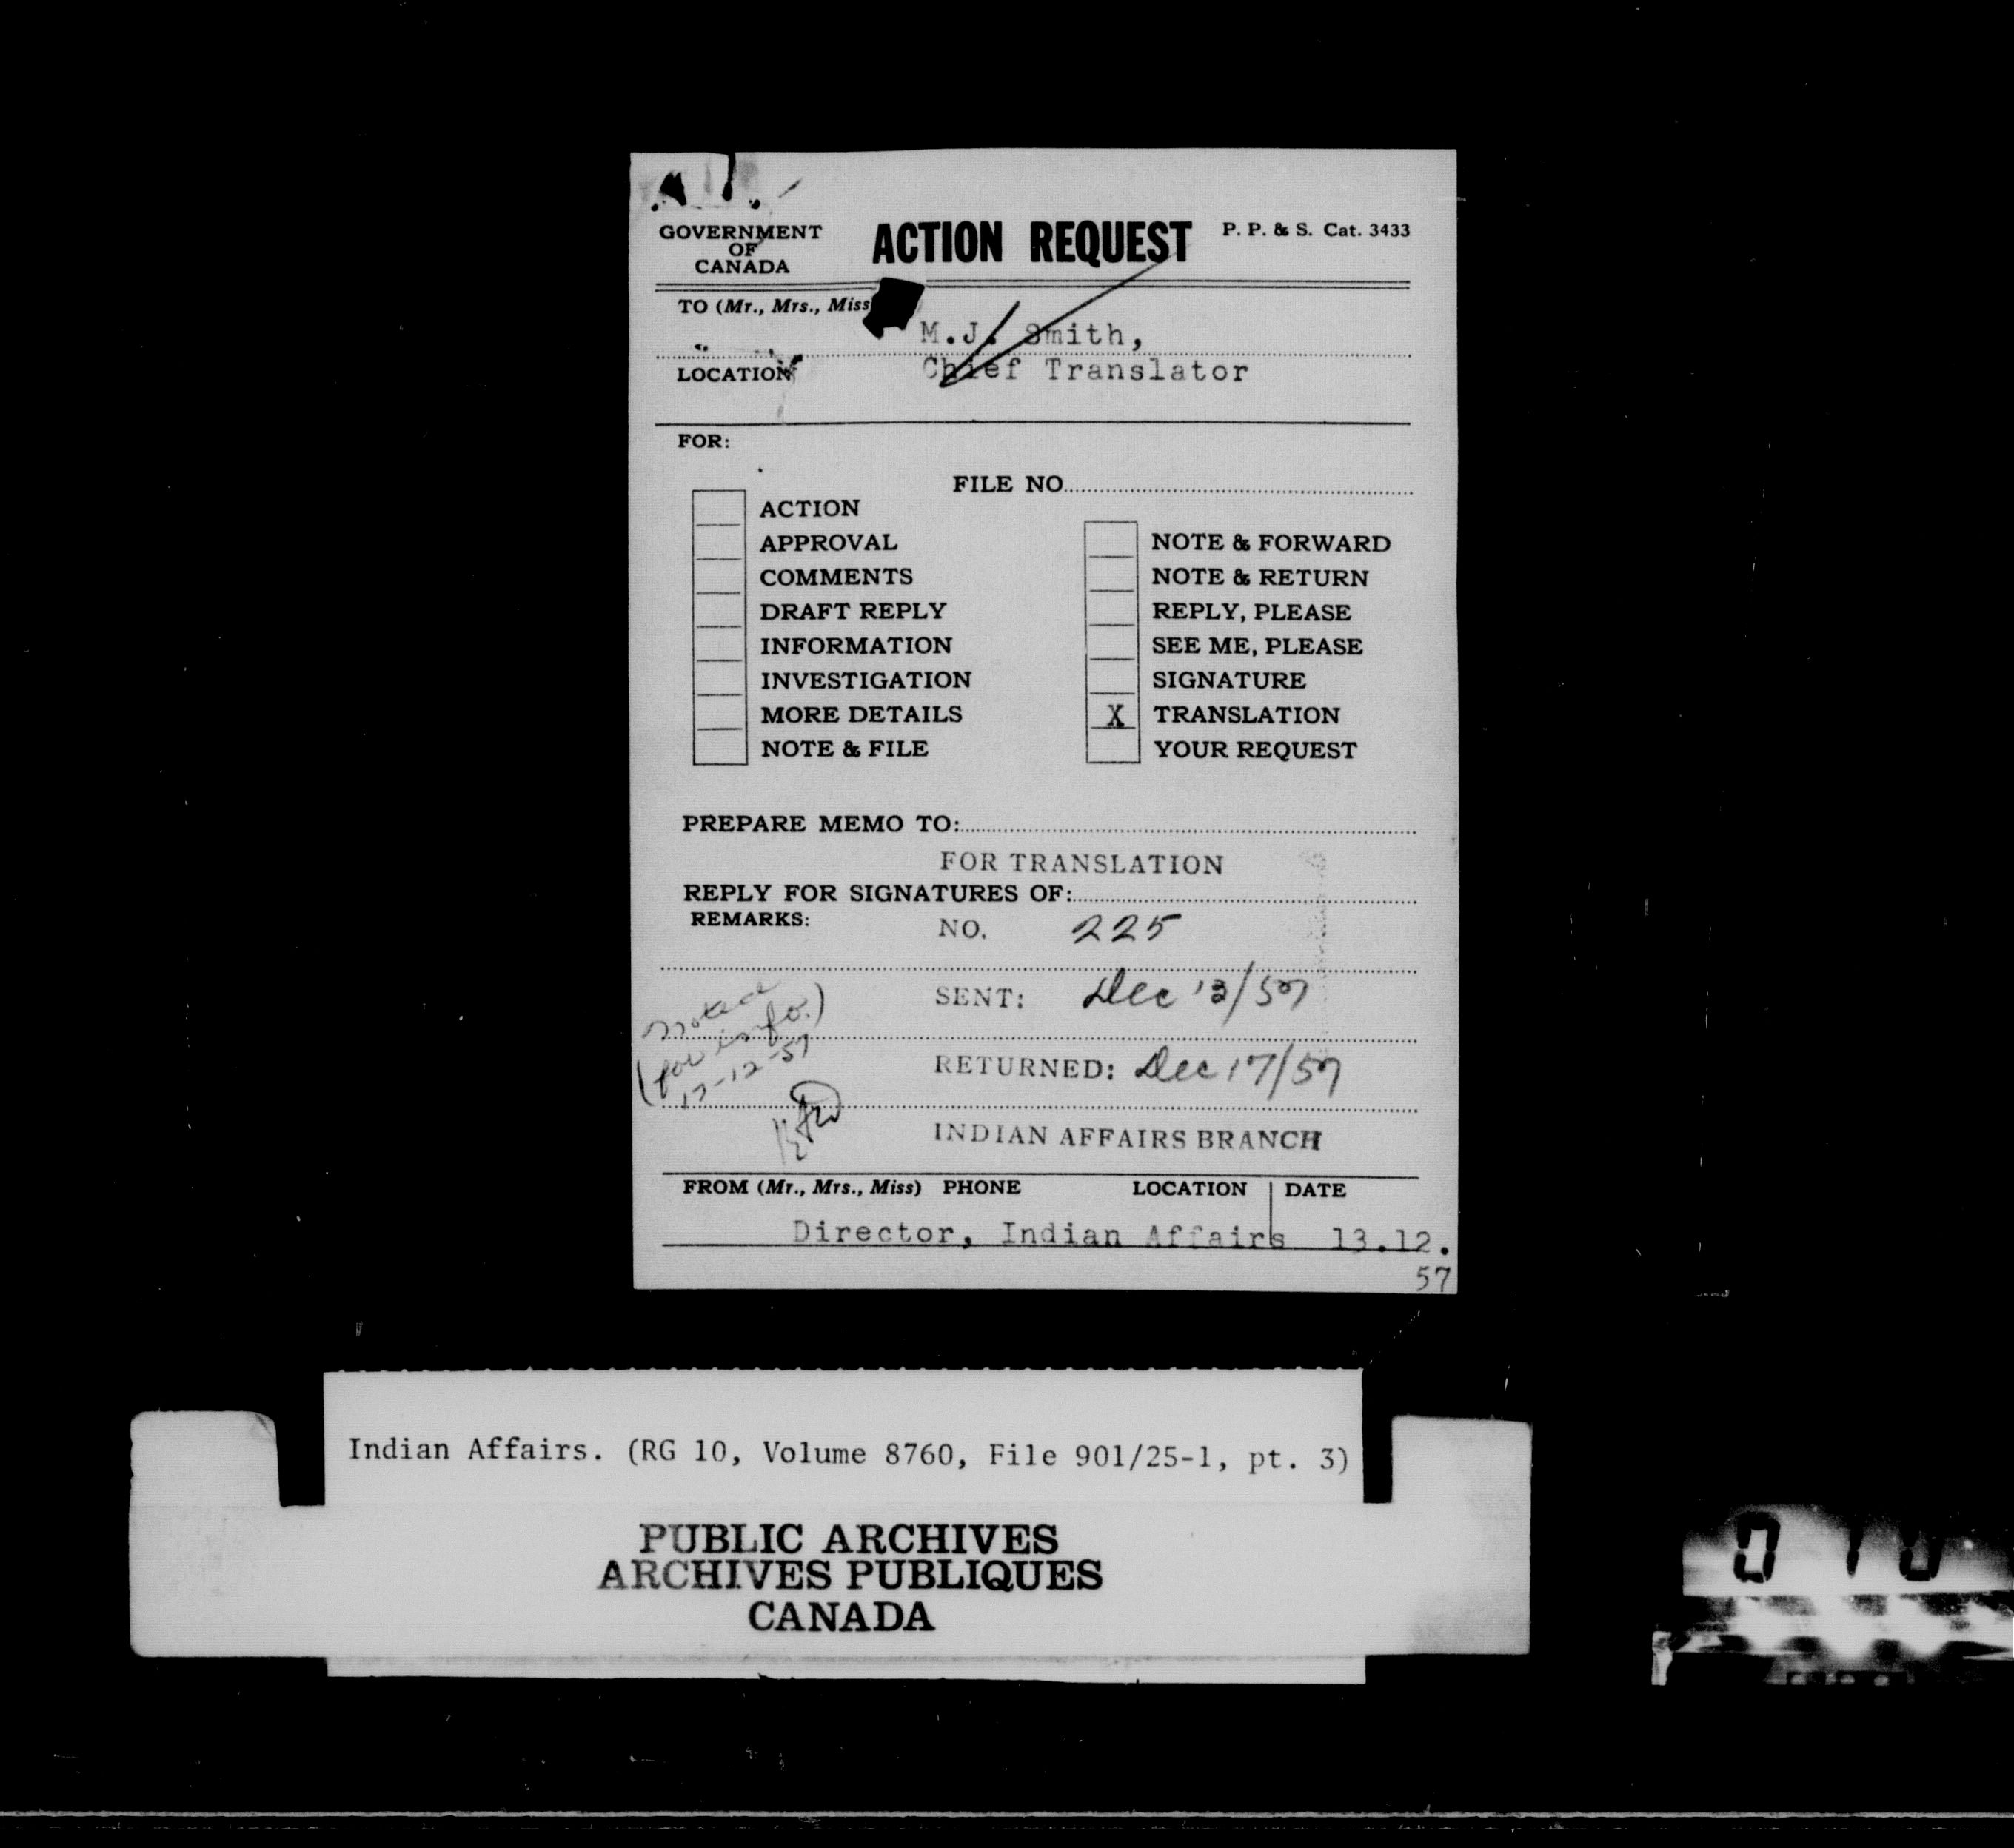 GOVERNMENT
OF
CANADA
ACTION REQUEST
P. P. & S. Cat. 3433
TO (Mr., Mrs., Miss
M.J. Smith,
LOCATION
Chief Translator
FOR:
FILE NO
ACTION
APPROVAL
COMMENTS
DRAFT REPLY
INFORMATION
INVESTIGATION
MORE DETAILS
NOTE & FILE
NOTE & FORWARD
NOTE & RETURN
REPLY, PLEASE
SEE ME, PLEASE
SIGNATURE
X TRANSLATION
YOUR REQUEST
PREPARE MEMO TO:
FOR TRANSLATION
REPLY FOR SIGNATURES OF:
REMARKS:
NO. 225
SENT: Dec 13/57
Noted
(for info.)
17-12-57
RETURNED: Dec 17/57
INDIAN AFFAIRS BRANCH
FROM (Mr., Mrs., Miss) PHONE LOCATION DATE
Director, Indian Affairs 13.12.
57
Indian Affairs. (RG 10, Volume 8760, File 901/25-1, pt. 3)
PUBLIC ARCHIVES
ARCHIVES PUBLIQUES
CANADA